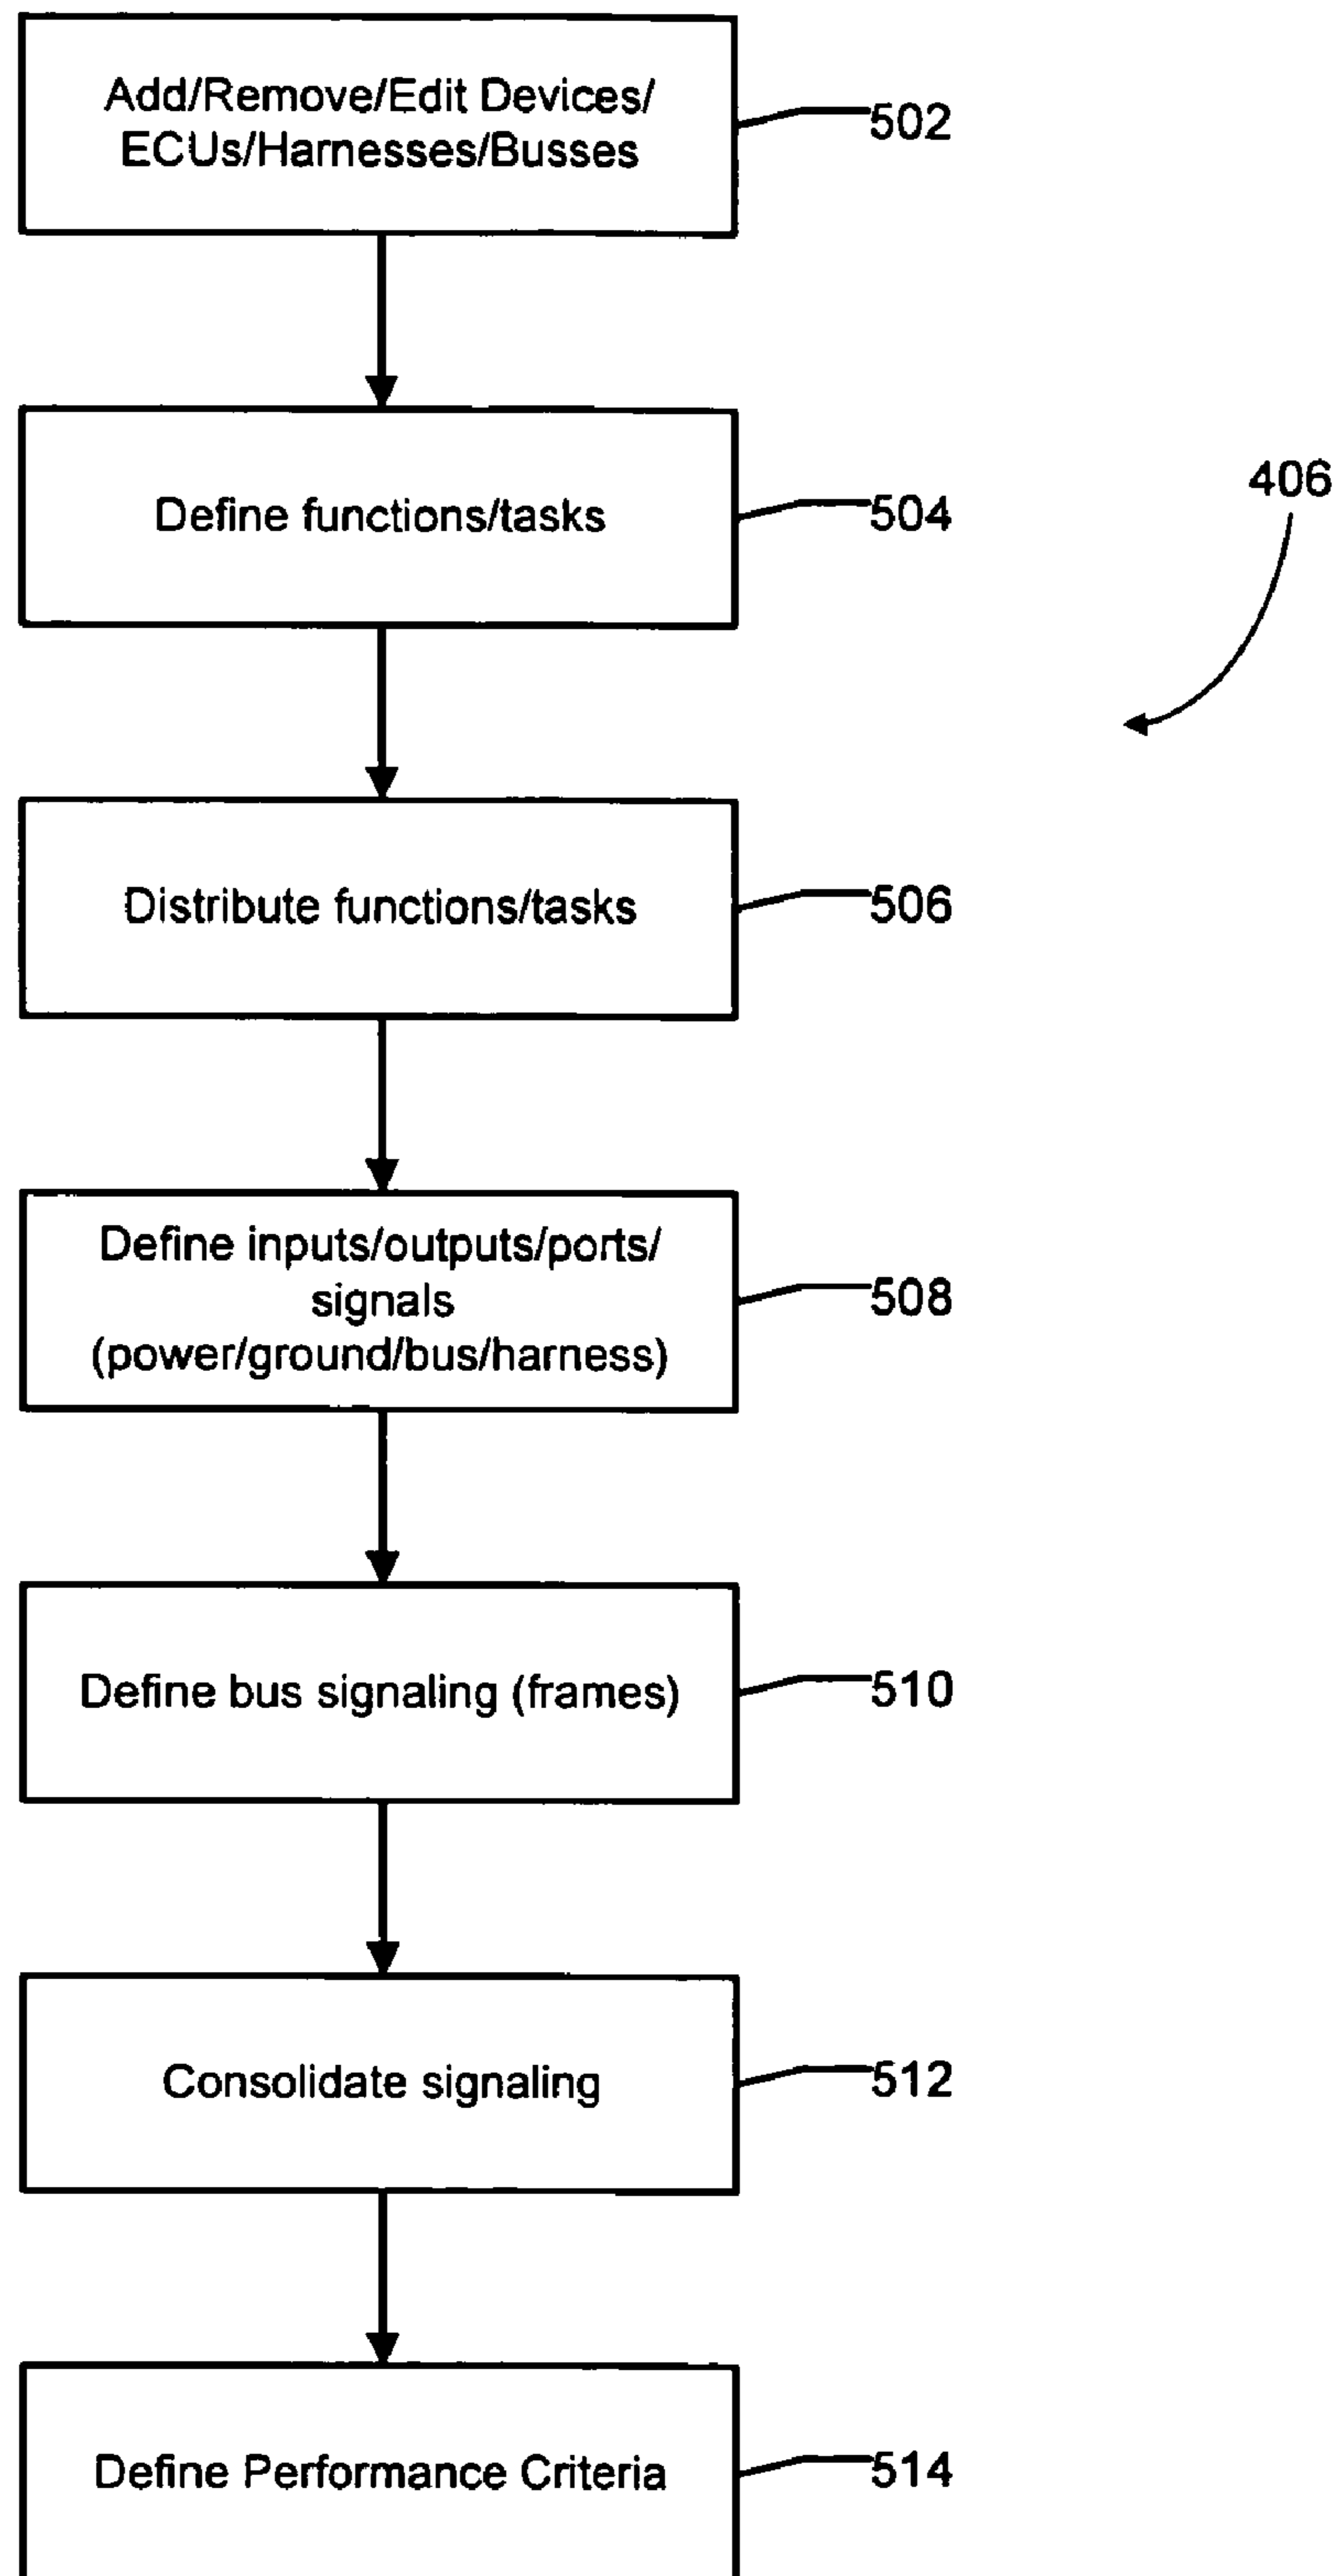 Add/Remove/Edit Devices/
ECUs/Harnesses/Busses
502
Define functions/tasks
504
406
Distribute functions/tasks
506
Define inputs/outputs/ports/
signals
(power/ground/bus/harness)
508
Define bus signaling (frames)
510
Consolidate signaling
512
Define Performance Criteria
514